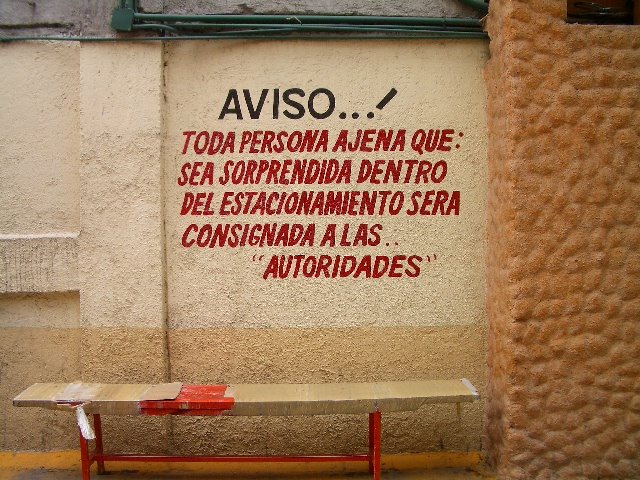 AVISO...!
TODA PERSONA AJENA QUE:
SEA SORPRENDIDA DENTRO
DEL ESTACIONAMIENTO SERA
CONSIGNADA A LAS..
"AUTORIDADES"